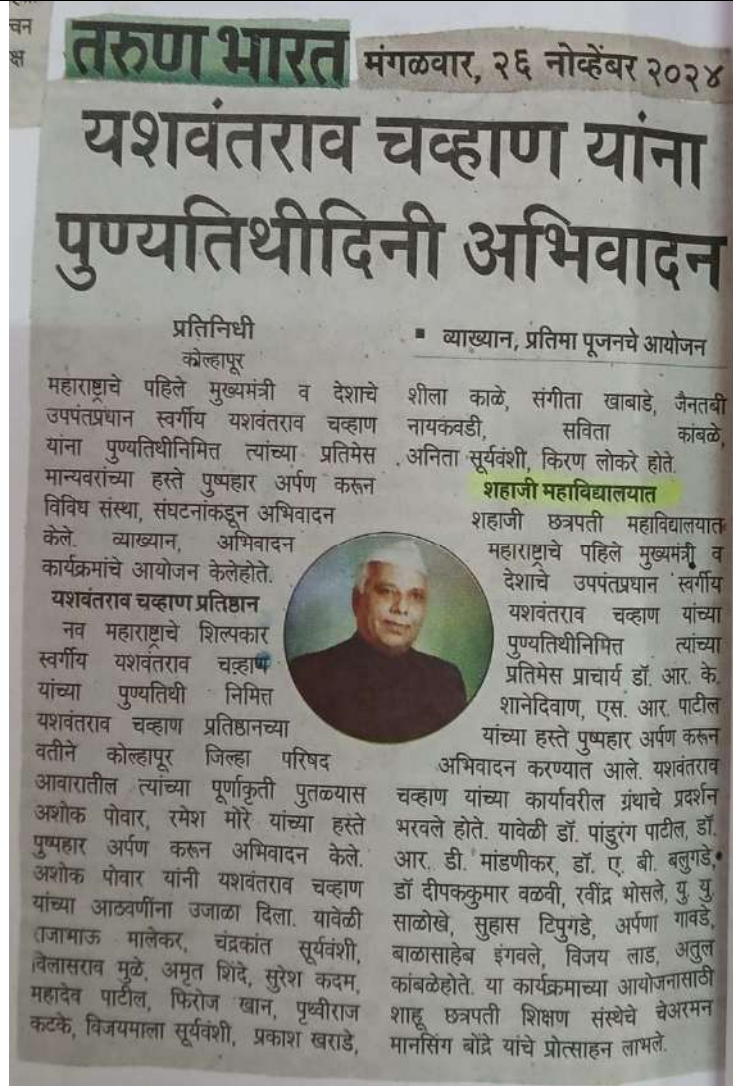 चन
क्ष
तरुण भारत मंगळवार, २६ नोव्हेंबर २०२४
यशवंतराव चव्हाण यांना
पुण्यतिथीदिनी अभिवादन
प्रतिनिधी
कोल्हापूर
महाराष्ट्राचे पहिले मुख्यमंत्री व देशाचे
उपपंतप्रधान स्वर्गीय यशवंतराव चव्हाण
यांना पुण्यतिथीनिमित्त त्यांच्या प्रतिमेस
मान्यवरांच्या हस्ते पुष्पहार अर्पण करून
विविध संस्था, संघटनांकडून अभिवादन
केले. व्याख्यान, अभिवादन
कार्यक्रमांचे आयोजन केलेहोते.
यशवंतराव चव्हाण प्रतिष्ठान
नव महाराष्ट्राचे शिल्पकार
स्वर्गीय यशवंतराव चव्हाण
यांच्या पुण्यतिथी निमित्त
यशवंतराव चव्हाण प्रतिष्ठानच्या
वतीने कोल्हापूर जिल्हा परिषद
आवारातील त्यांच्या पूर्णाकृती पुतळ्यास
अशोक पोवार, रमेश मोरे यांच्या हस्ते
पुष्पहार अर्पण करून अभिवादन केले.
अशोक पोवार यांनी यशवंतराव चव्हाण
यांच्या आठवणींना उजाळा दिला. यावेळी
राजाभाऊ मालेकर, चंद्रकांत सूर्यवंशी,
विलासराव मुळे, अमृत शिंदे, सुरेश कदम,
महादेव पाटील, फिरोज खान, पृथ्वीराज
कटके, विजयमाला सूर्यवंशी, प्रकाश खराडे,
▪ व्याख्यान, प्रतिमा पूजनचे आयोजन
शीला काळे, संगीता खाबाडे, जैनतबी
नायकवडी, सविता कांबळे,
अनिता सूर्यवंशी, किरण लोकरे होते.
शहाजी महाविद्यालयात
शहाजी छत्रपती महाविद्यालयात
महाराष्ट्राचे पहिले मुख्यमंत्री व
देशाचे उपपंतप्रधान स्वर्गीय
यशवंतराव चव्हाण यांच्या
पुण्यतिथीनिमित्त त्यांच्या
प्रतिमेस प्राचार्य डॉ. आर. के.
शानेदिवाण, एस. आर. पाटील
यांच्या हस्ते पुष्पहार अर्पण करून
अभिवादन करण्यात आले. यशवंतराव
चव्हाण यांच्या कार्यावरील ग्रंथाचे प्रदर्शन
भरवले होते. यावेळी डॉ. पांडुरंग पाटील, डॉ.
आर. डी. मांडणीकर, डॉ. ए. बी. बलुगडे,
डॉ दीपककुमार वळवी, रवींद्र भोसले, यु. यु.
साळोखे, सुहास टिपुगडे, अर्पणा गावडे,
बाळासाहेब इंगवले, विजय लाड, अतुल
कांबळेहोते. या कार्यक्रमाच्या आयोजनासाठी
शाहू छत्रपती शिक्षण संस्थेचे चेअरमन
मानसिंग बोंद्रे यांचे प्रोत्साहन लाभले.